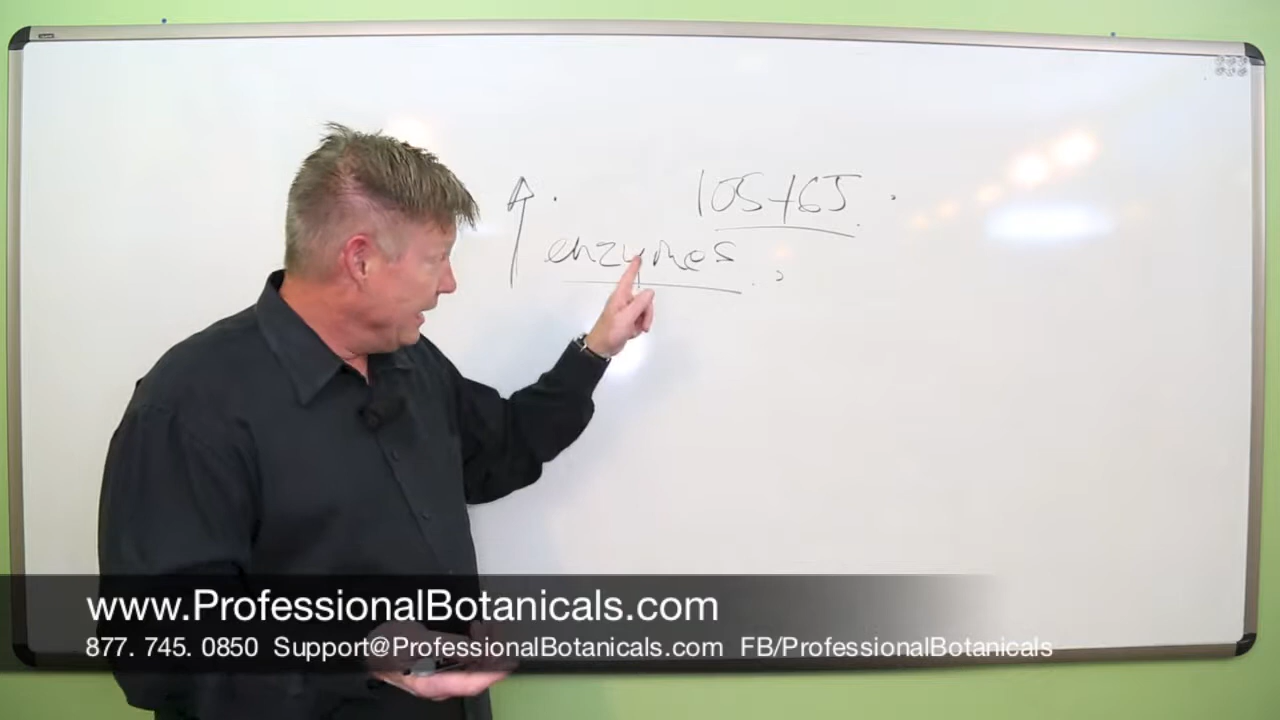 105+65
enzymes
www.ProfessionalBotanicals.com
877. 745. 0850 Support@ProfessionalBotanicals.com FB/ProfessionalBotanicals